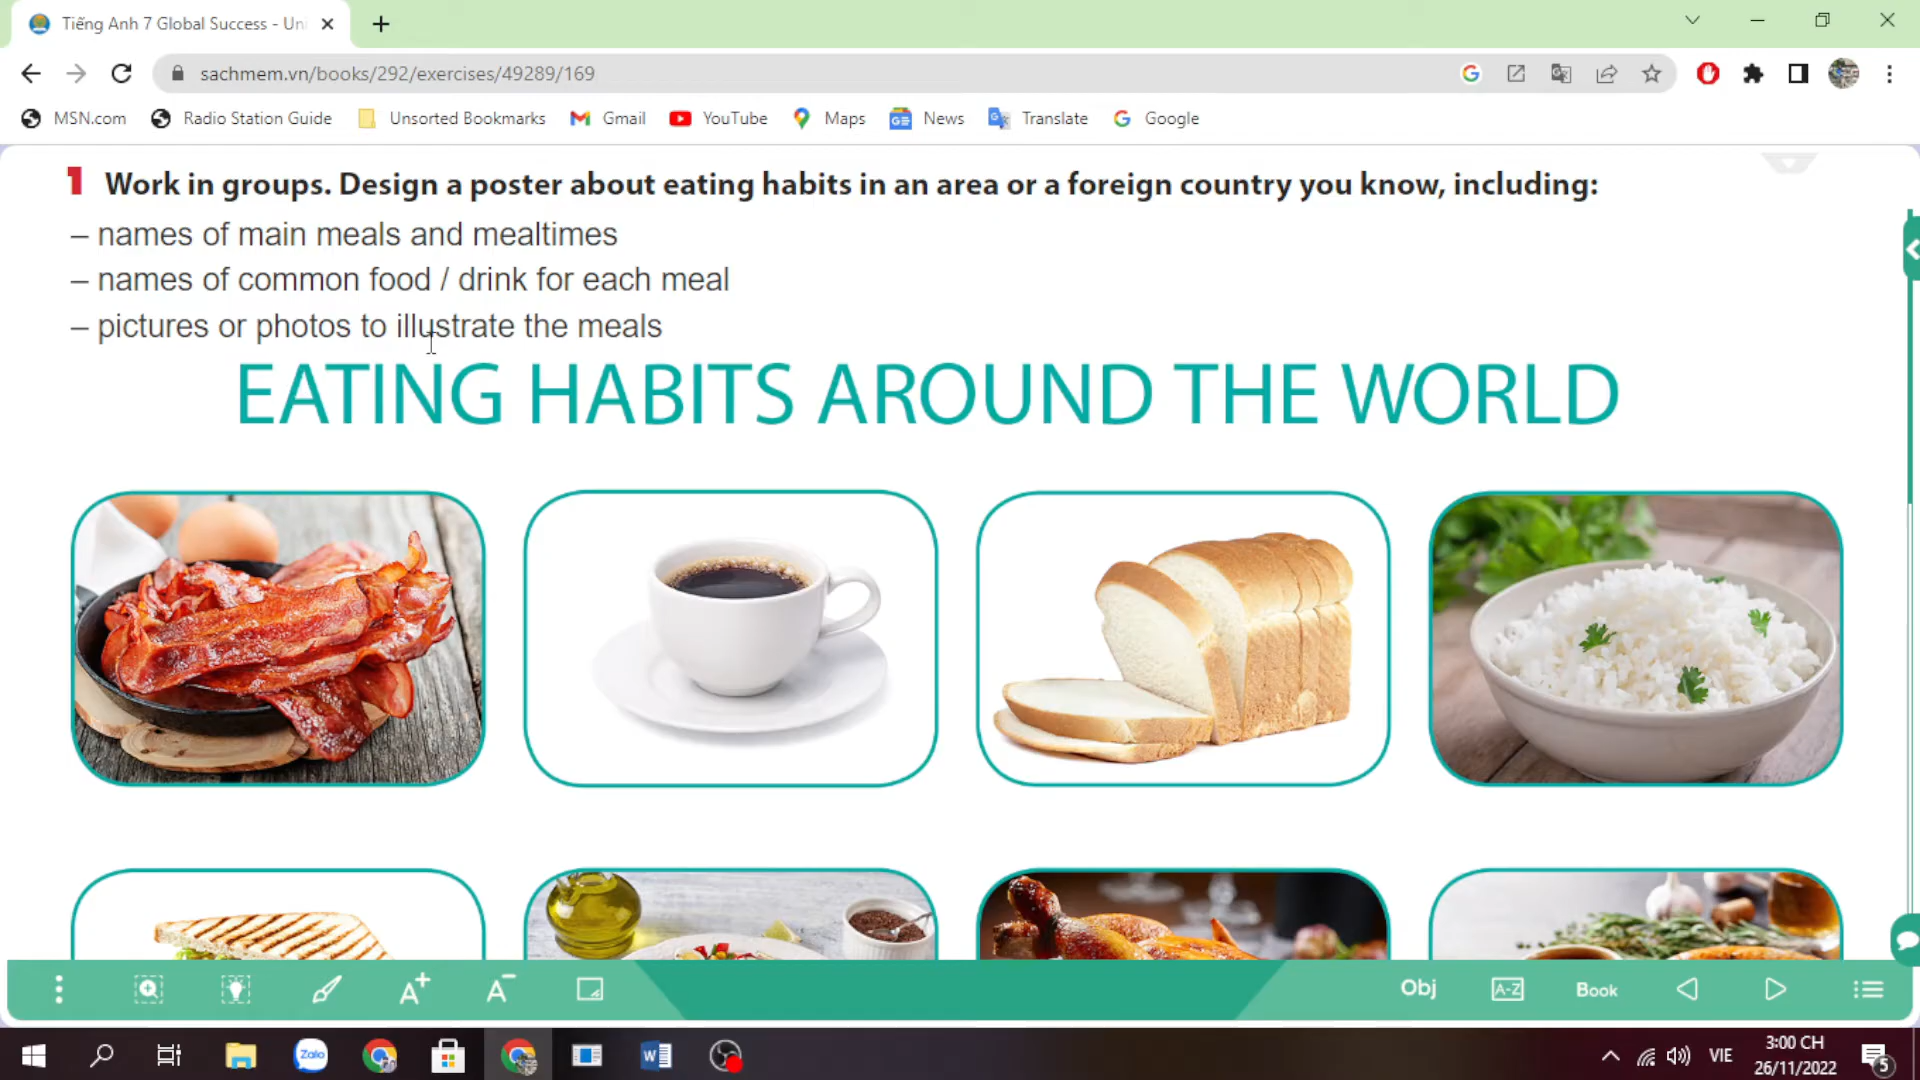 Tiếng Anh 7 Global Success - Uni
sachmem.vn/books/292/exercises/49289/169
MSN.com Radio Station Guide Unsorted Bookmarks Gmail YouTube Maps News Translate Google
1 Work in groups. Design a poster about eating habits in an area or a foreign country you know, including:
– names of main meals and mealtimes
– names of common food / drink for each meal
– pictures or photos to illustrate the meals
EATING HABITS AROUND THE WORLD
A+ A- Obj A-Z Book
Zalo W VIE 3:00 CH 5
26/11/2022